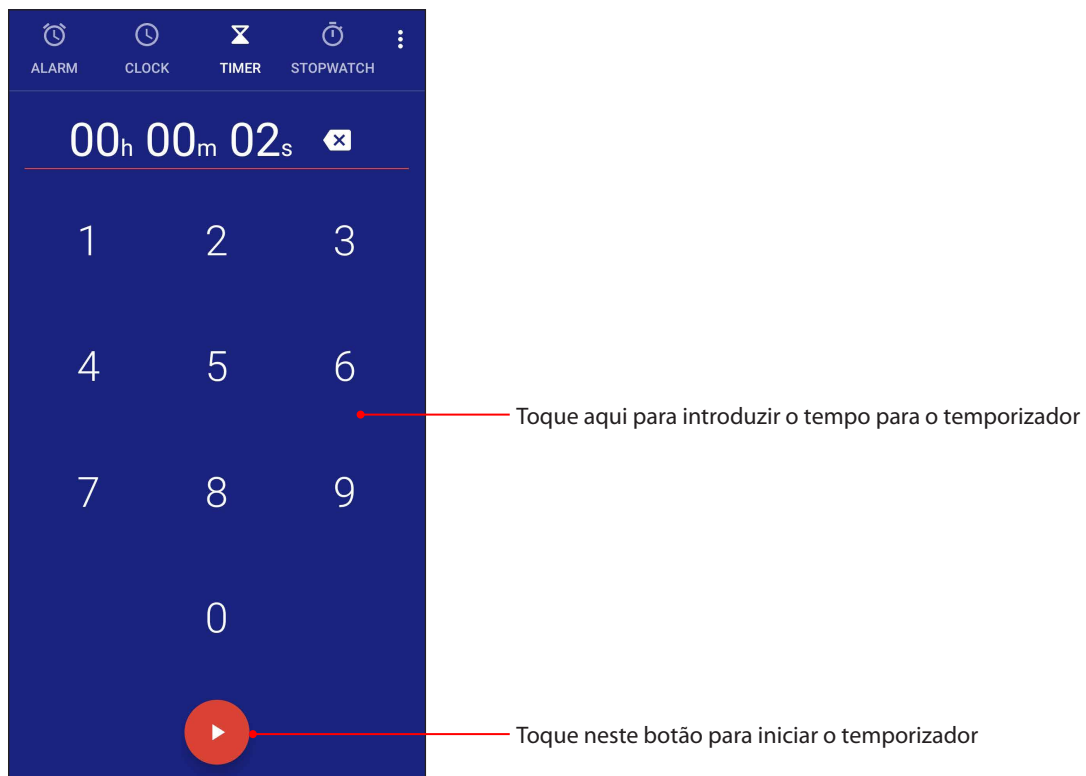 ALARM CLOCK TIMER STOPWATCH
00h 00m 02s
1 2 3
4 5 6
Toque aqui para introduzir o tempo para o temporizador
7 8 9
0
Toque neste botão para iniciar o temporizador